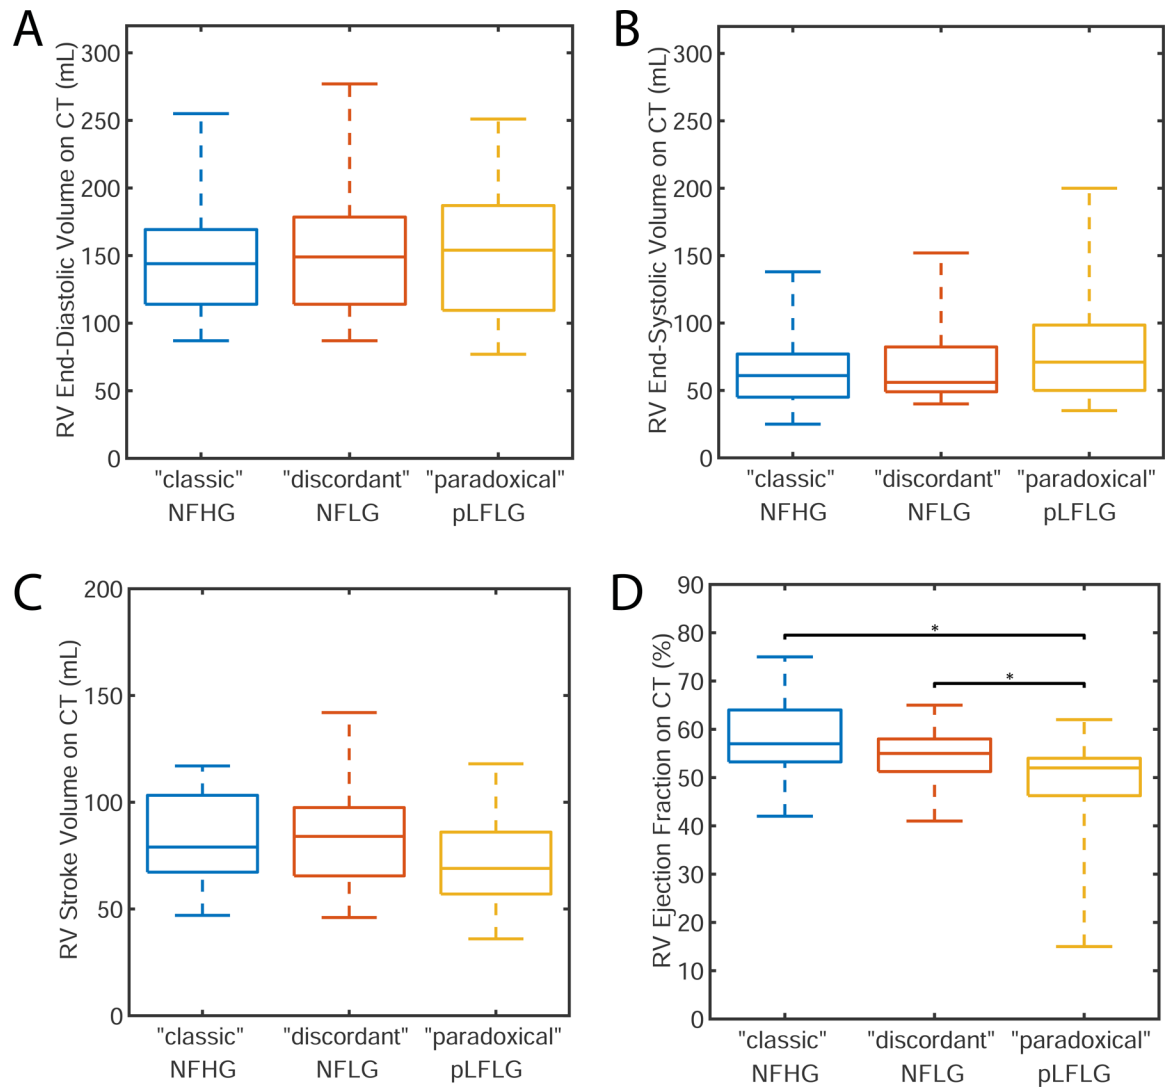 A
RV End-Diastolic Volume on CT (mL)
300
250
200
150
100
50
0
"classic" "discordant" "paradoxical"
NFHG NFLG pLFLG
B
RV End-Systolic Volume on CT (mL)
300
250
200
150
100
50
0
"classic" "discordant" "paradoxical"
NFHG NFLG pLFLG
C
RV Stroke Volume on CT (mL)
200
150
100
50
0
"classic" "discordant" "paradoxical"
NFHG NFLG pLFLG
D
RV Ejection Fraction on CT (%)
90
80
70
60
50
40
30
20
10
0
*
*
"classic" "discordant" "paradoxical"
NFHG NFLG pLFLG